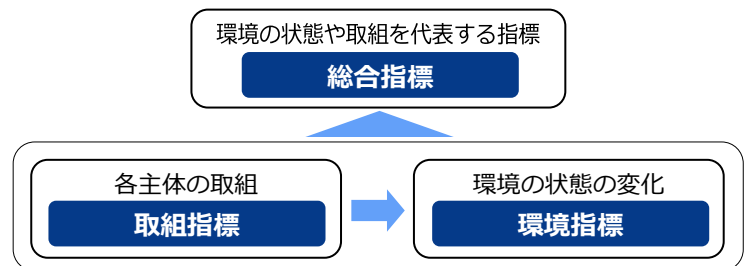 環境の状態や取組を代表する指標
総合指標
各主体の取組
取組指標
環境の状態の変化
環境指標